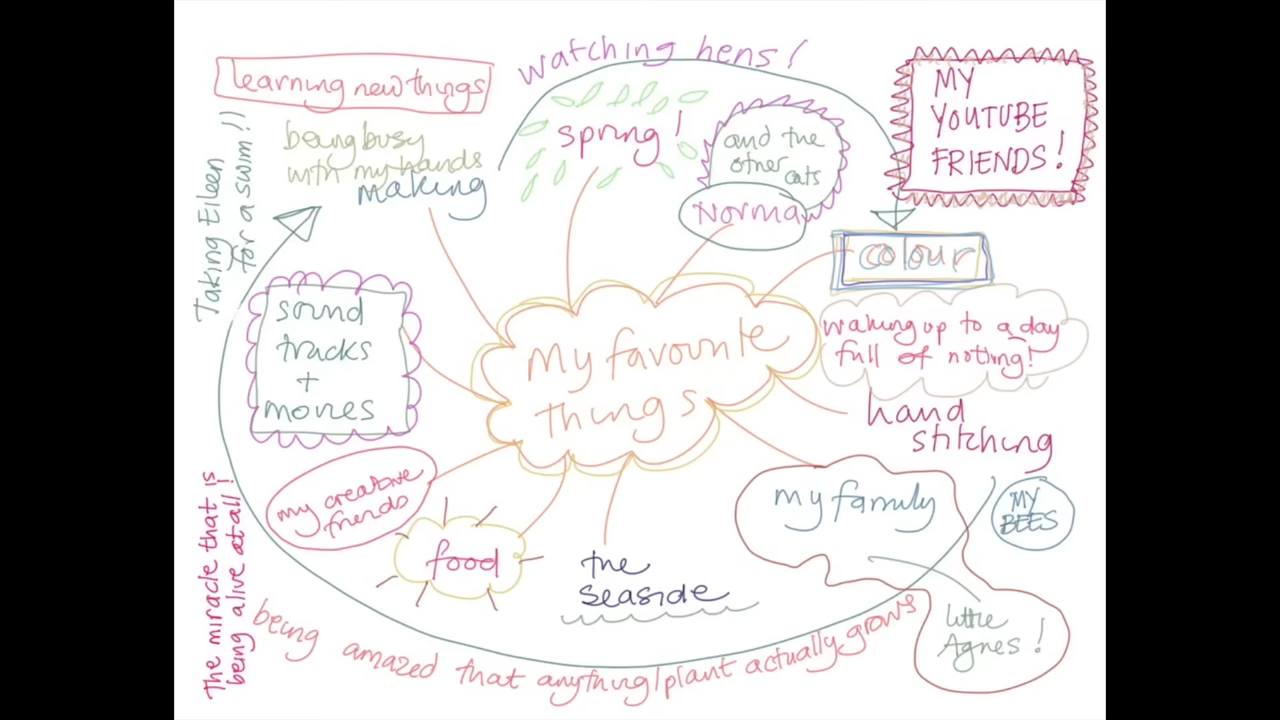 watching hens!
learning new things
MY
YOUTUBE
FRIENDS!
being busy
with my hands
making
spring!
and the
other
cats
Norma
Taking Eileen
for a swim!!
colour
sound
tracks
+
movies
My favourite
things
waking up to a day
full of noting!
hand
stitching
my creative
friends
my family
MY
BEES
food
the
seaside
little
Agnes!
The miracle that is
being alive at all!
being amazed that anything/plant actually grows